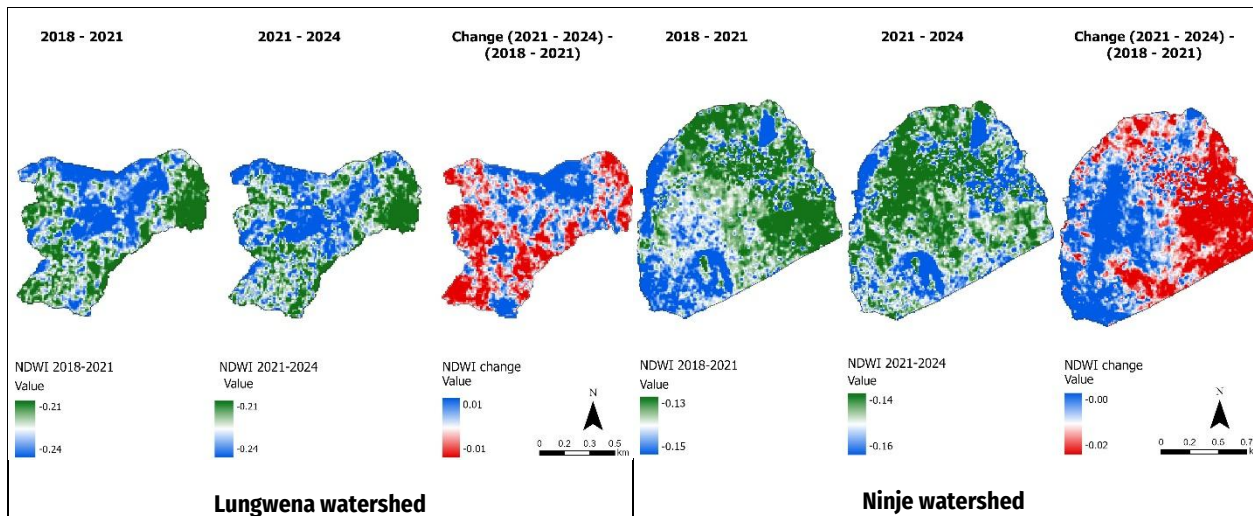 2018 - 2021
2021 - 2024
Change (2021 - 2024) -
(2018 - 2021)
2018 - 2021
2021 - 2024
Change (2021 - 2024) -
(2018 - 2021)
NDWI 2018-2021
Value
-0.21
-0.24
NDWI 2021-2024
Value
-0.21
-0.24
NDWI change
Value
0.01
-0.01
N
0 0.2 0.3 0.5
km
NDWI 2018-2021
Value
-0.13
-0.15
NDWI 2021-2024
Value
-0.14
-0.16
NDWI change
Value
-0.00
-0.02
N
0 0.2 0.5 0.7
Lungwena watershed
Ninje watershed